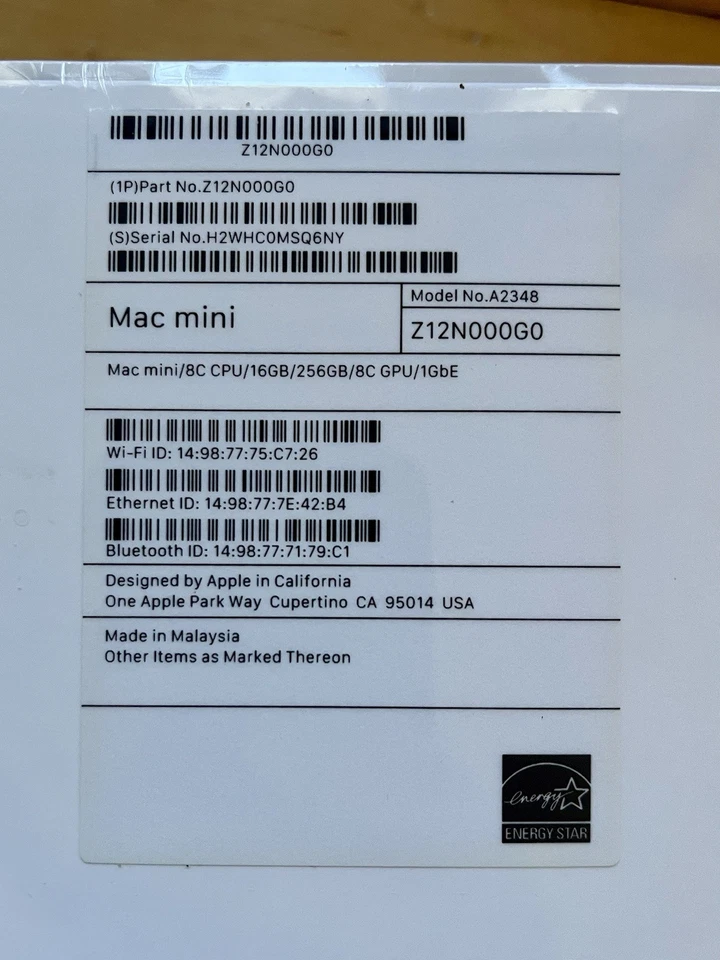 Z12N000G0
(1P)Part No.Z12N000G0
(S)Serial No.H2WHC0MSQ6NY
Mac mini
Model No.A2348
Z12N000G0
Mac mini/8C CPU/16GB/256GB/8C GPU/1GbE
Wi-Fi ID: 14:98:77:75:C7:26
Ethernet ID: 14:98:77:7E:42:B4
Bluetooth ID: 14:98:77:71:79:C1
Designed by Apple in California
One Apple Park Way Cupertino CA 95014 USA
Made in Malaysia
Other Items as Marked Thereon
energy
ENERGY STAR